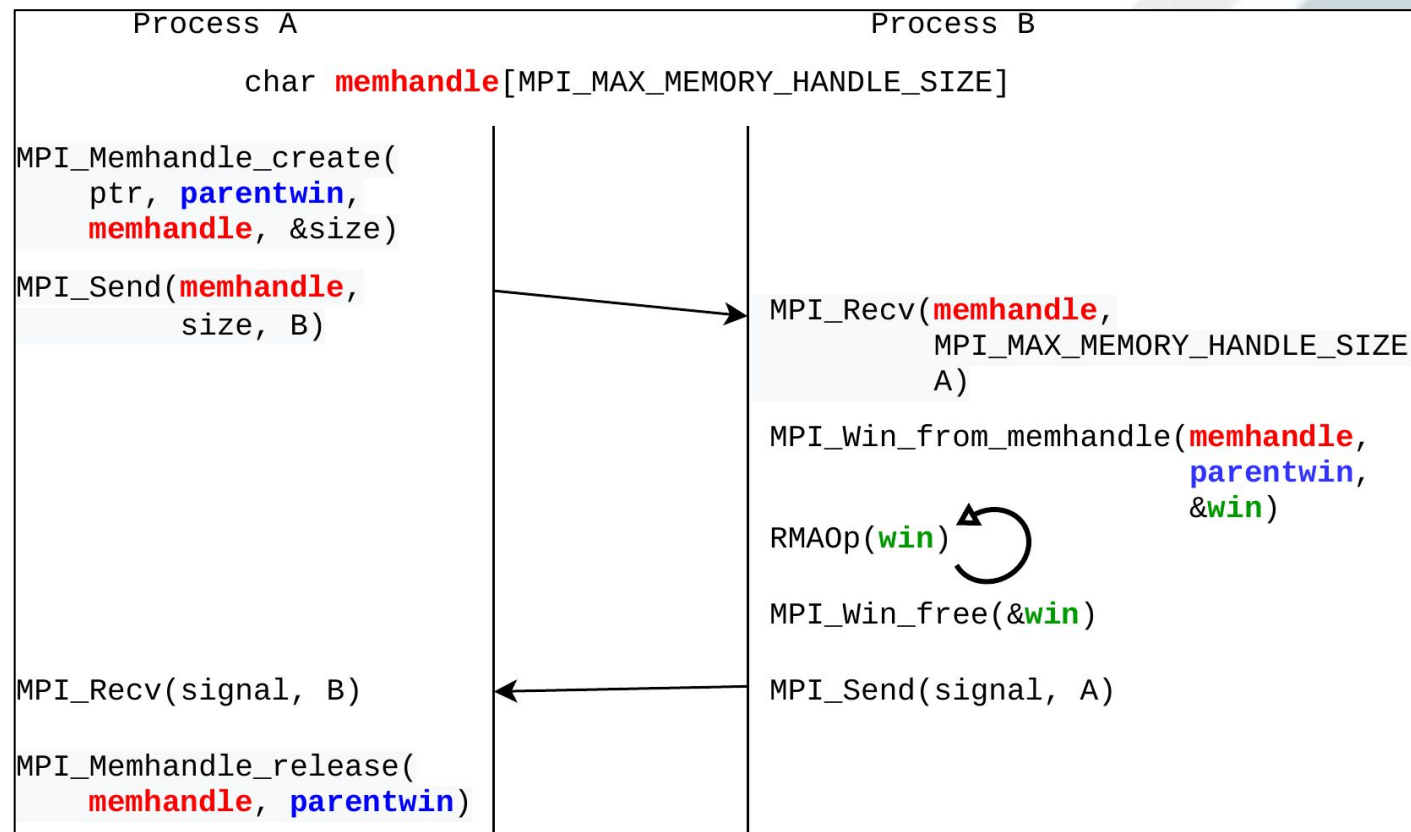 Process A
Process B
char memhandle[MPI_MAX_MEMORY_HANDLE_SIZE]
MPI_Memhandle_create(
ptr, parentwin,
memhandle, &size)
MPI_Send(memhandle,
size, B)
MPI_Recv(memhandle,
MPI_MAX_MEMORY_HANDLE_SIZE
A)
MPI_Win_from_memhandle(memhandle,
parentwin,
&win)
RMAOp(win)
MPI_Win_free(&win)
MPI_Send(signal, A)
MPI_Recv(signal, B)
MPI_Memhandle_release(
memhandle, parentwin)